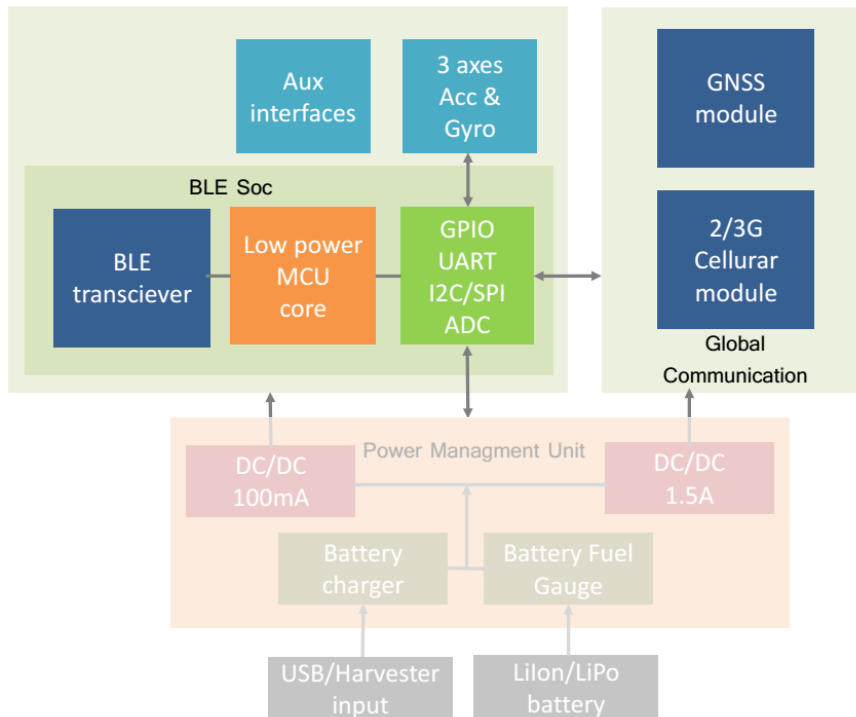 Aux
interfaces
3 axes
Acc &
Gyro
GNSS
module
BLE Soc
BLE
transciever
Low power
MCU
core
GPIO
UART
I2C/SPI
ADC
2/3G
Cellurar
module
Global
Communication
Power Managment Unit
DC/DC
100mA
DC/DC
1.5A
Battery
charger
Battery Fuel
Gauge
USB/Harvester
input
LiIon/LiPo
battery